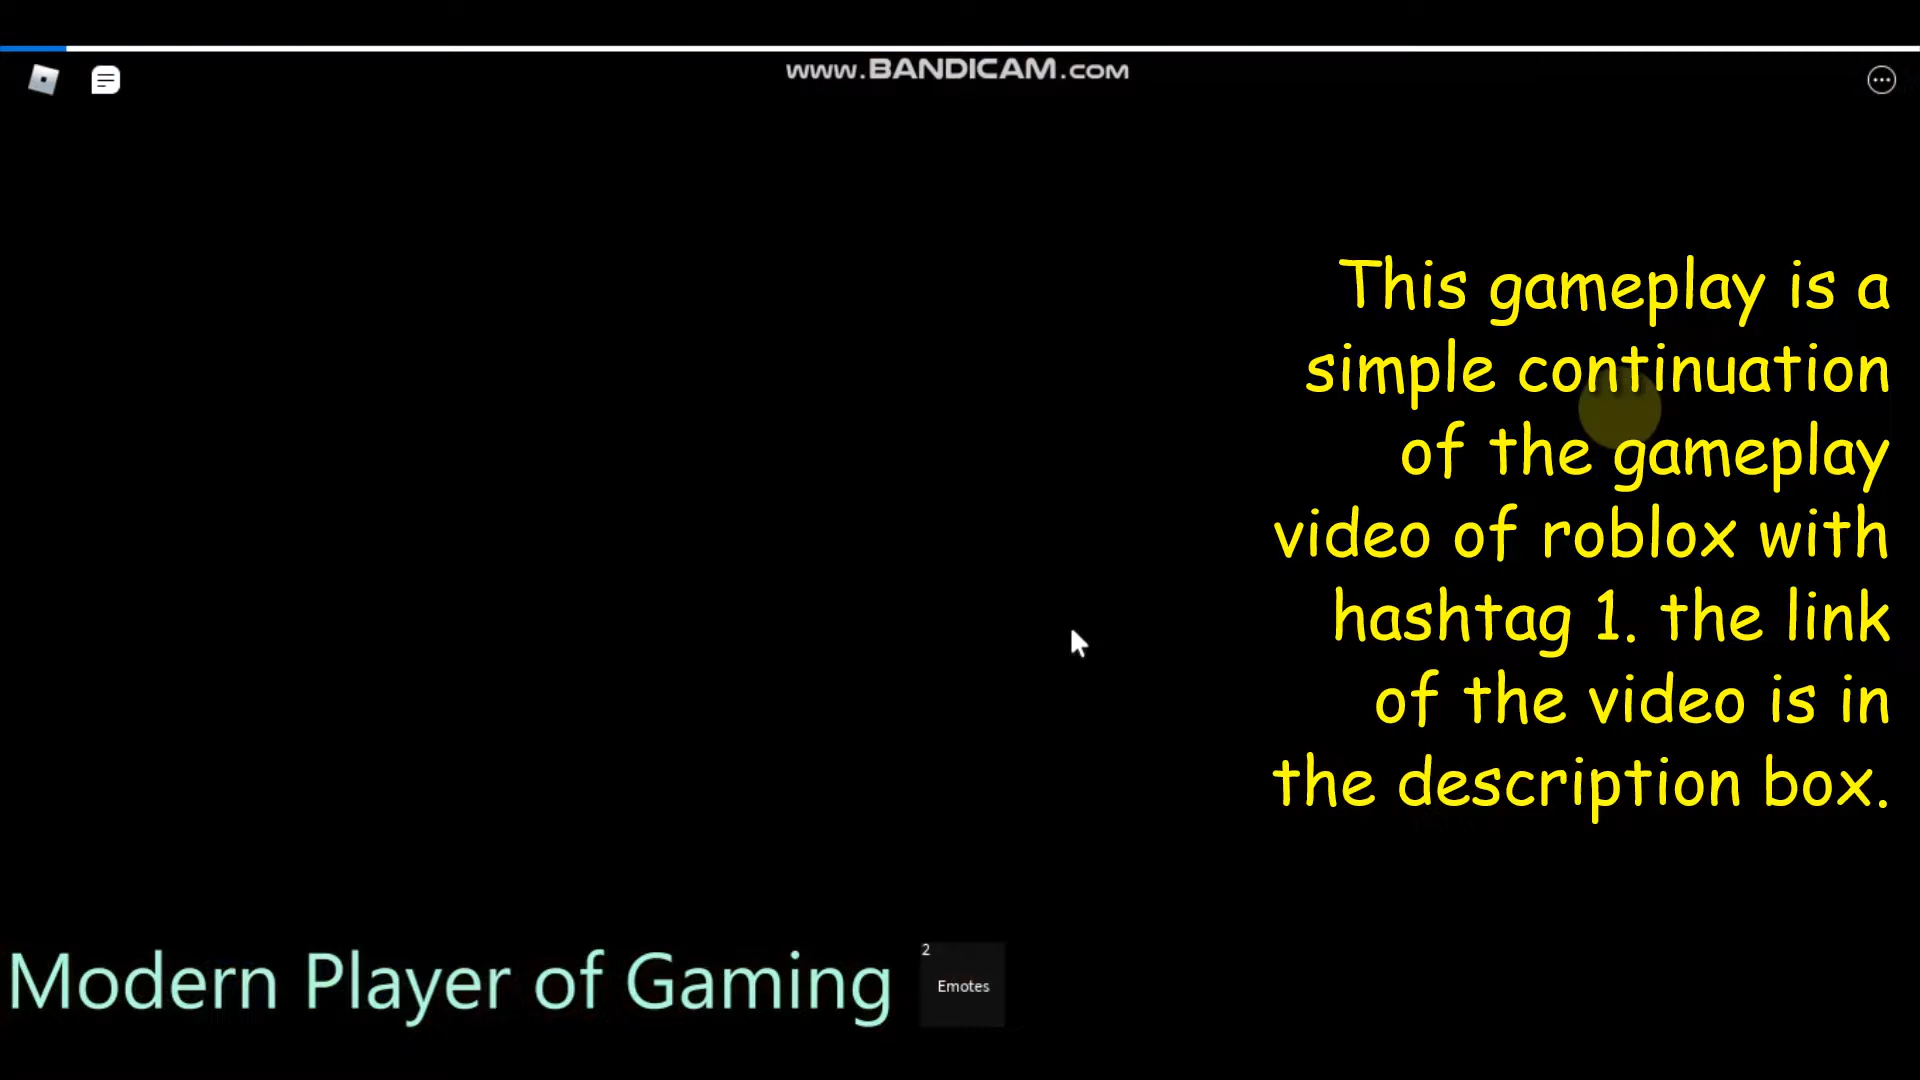 www.BANDICAM.com
This gameplay is a
simple continuation
of the gameplay
video of roblox with
hashtag 1. the link
of the video is in
the description box.
Modern Player of Gaming
2
Emotes